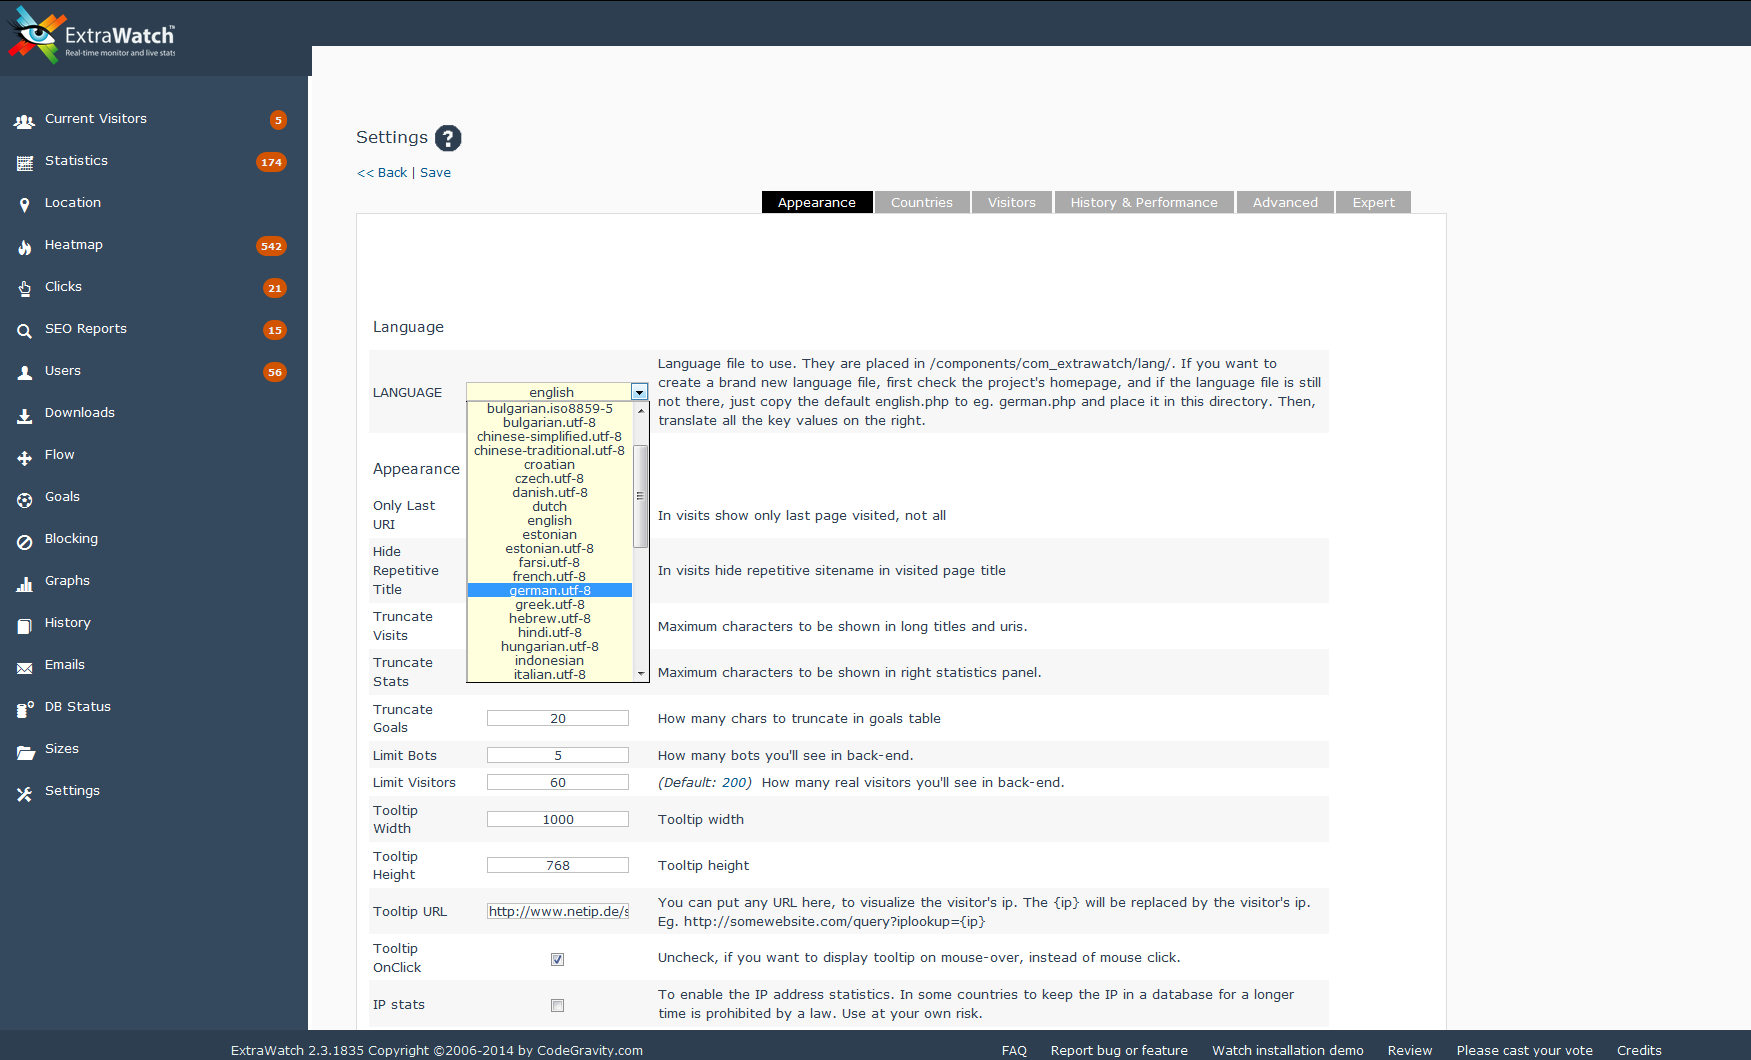 ExtraWatch™
Real-time monitor and live stats
Current Visitors 5
Statistics 174
Location
Heatmap 542
Clicks 21
SEO Reports 15
Users 56
Downloads
Flow
Goals
Blocking
Graphs
History
Emails
DB Status
Sizes
Settings
Settings ?
<< Back | Save
Appearance Countries Visitors History & Performance Advanced Expert
Language
LANGUAGE
english
Language file to use. They are placed in /components/com_extrawatch/lang/. If you want to
create a brand new language file, first check the project's homepage, and if the language file is still
not there, just copy the default english.php to eg. german.php and place it in this directory. Then,
translate all the key values on the right.
bulgarian.iso8859-5
bulgarian.utf-8
chinese-simplified.utf-8
chinese-traditional.utf-8
croatian
czech.utf-8
danish.utf-8
dutch
english
estonian
estonian.utf-8
farsi.utf-8
french.utf-8
german.utf-8
greek.utf-8
hebrew.utf-8
hindi.utf-8
hungarian.utf-8
indonesian
italian.utf-8
Appearance
Only Last
URI
In visits show only last page visited, not all
Hide
Repetitive
Title
In visits hide repetitive sitename in visited page title
Truncate
Visits
Maximum characters to be shown in long titles and uris.
Truncate
Stats
Maximum characters to be shown in right statistics panel.
Truncate
Goals
20
How many chars to truncate in goals table
Limit Bots 5 How many bots you'll see in back-end.
Limit Visitors 60 (Default: 200) How many real visitors you'll see in back-end.
Tooltip
Width
1000
Tooltip width
Tooltip
Height
768
Tooltip height
Tooltip URL
http://www.netip.de/s
You can put any URL here, to visualize the visitor's ip. The {ip} will be replaced by the visitor's ip.
Eg. http://somewebsite.com/query?iplookup={ip}
Tooltip
OnClick
Uncheck, if you want to display tooltip on mouse-over, instead of mouse click.
IP stats
To enable the IP address statistics. In some countries to keep the IP in a database for a longer
time is prohibited by a law. Use at your own risk.
ExtraWatch 2.3.1835 Copyright ©2006-2014 by CodeGravity.com
FAQ Report bug or feature Watch installation demo Review Please cast your vote Credits